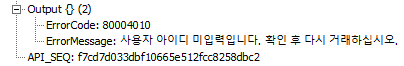 Output {} (2)
ErrorCode: 80004010
ErrorMessage: 사용자 아이디 미입력입니다. 확인 후 다시 거래하십시오.
API_SEQ: f7cd7d033dbf10665e512fcc8258dbc2